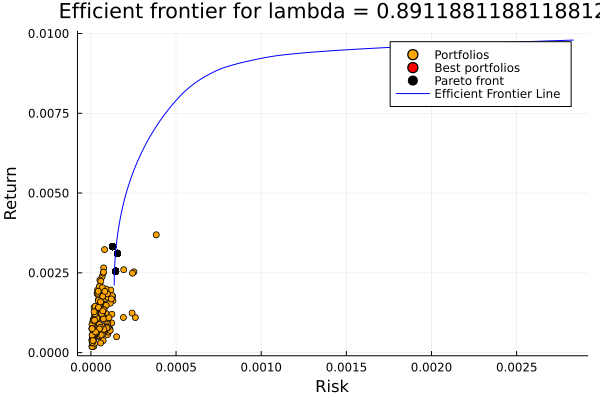 Efficient frontier for lambda = 0.8911881188118812
Return
0.0100
0.0075
0.0050
0.0025
0.0000
Portfolios
Best portfolios
Pareto front
Efficient Frontier Line
0.0000 0.0005 0.0010 0.0015 0.0020 0.0025
Risk